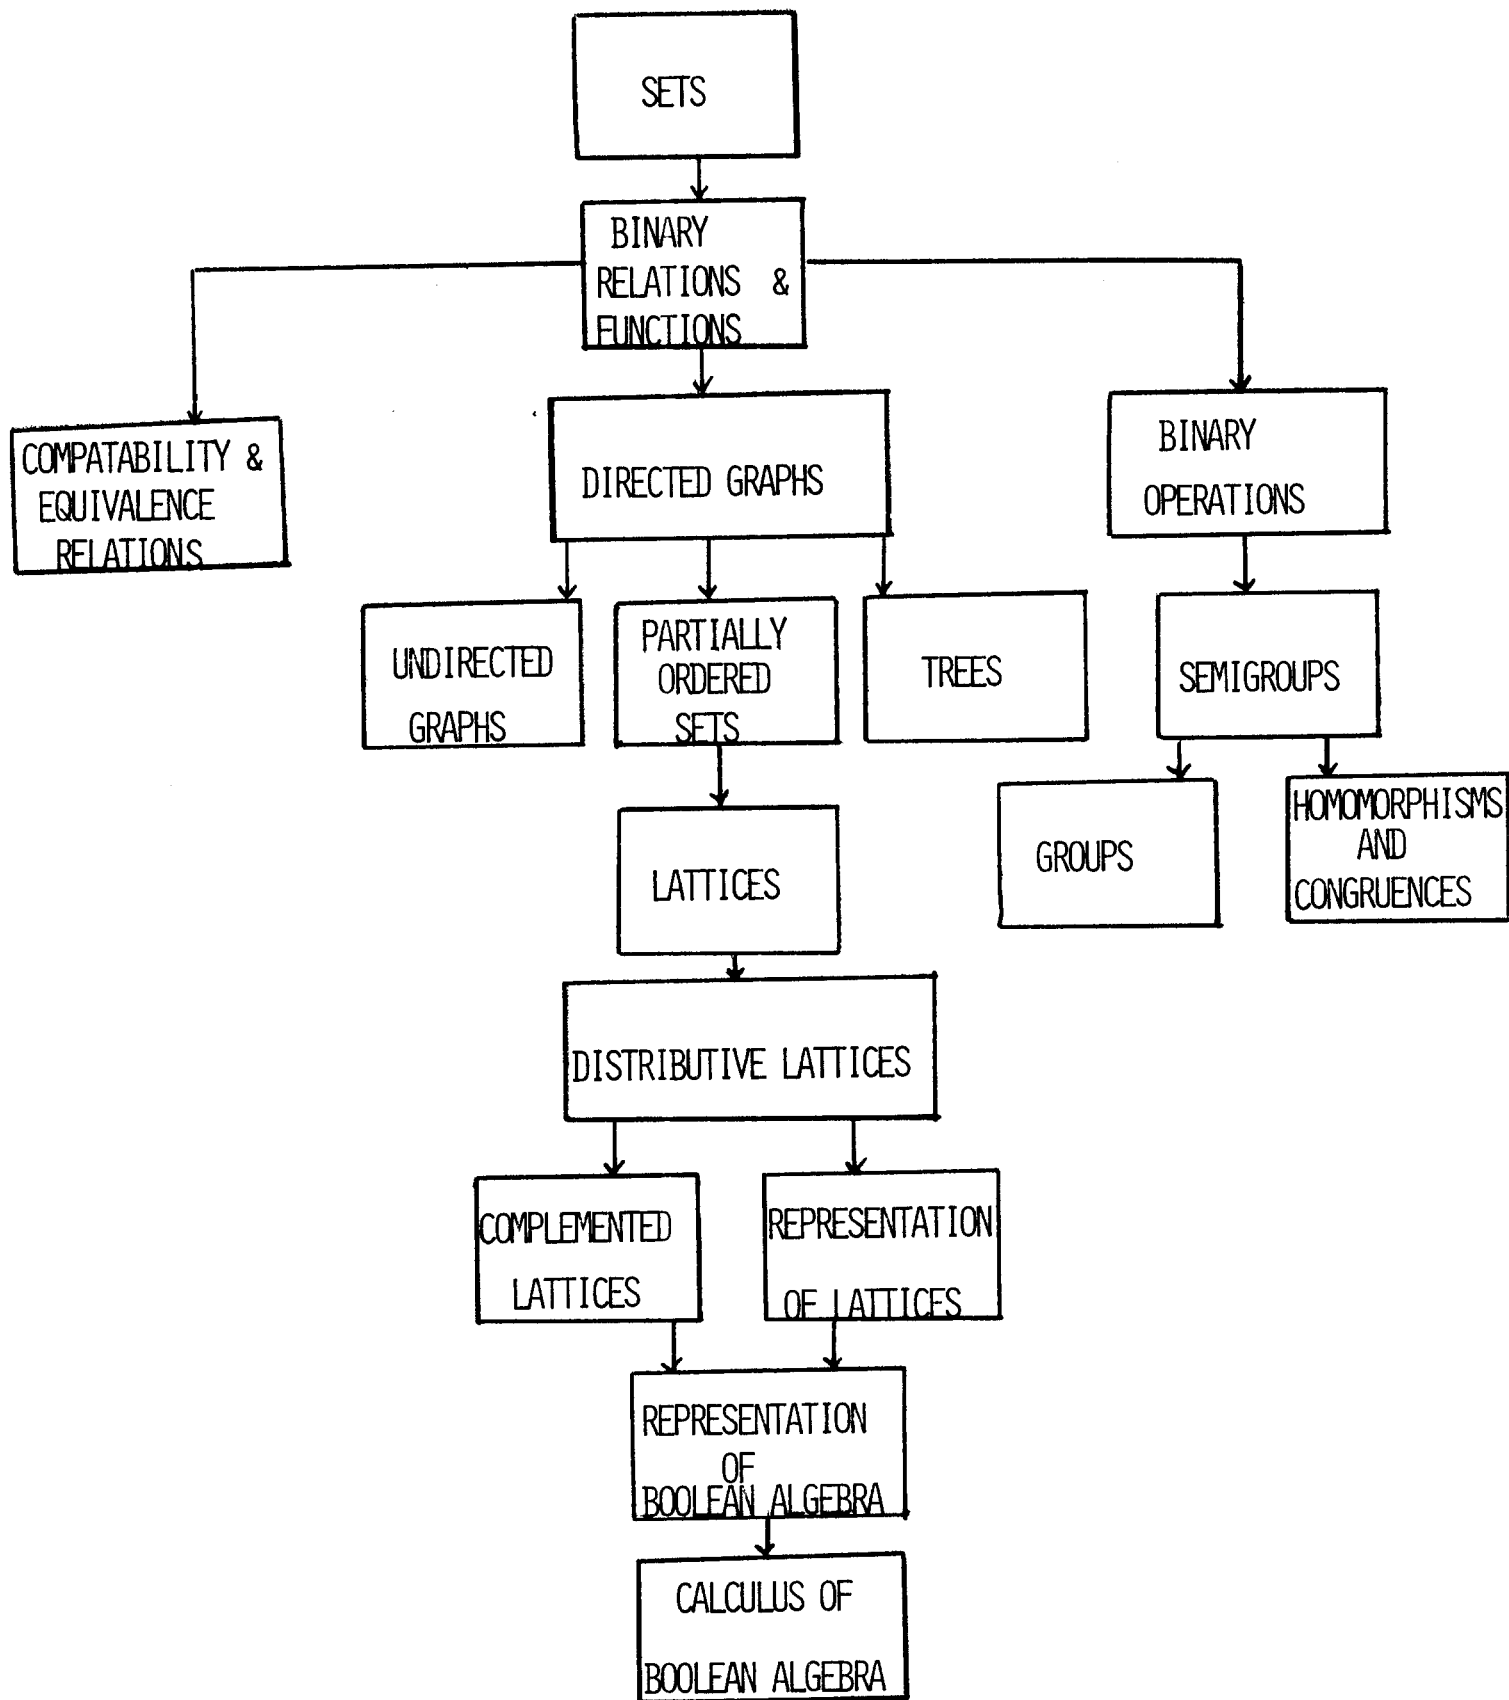 SETS
BINARY
RELATIONS &
FUNCTIONS
COMPATABILITY &
EQUIVALENCE
RELATIONS
DIRECTED GRAPHS
BINARY
OPERATIONS
UNDIRECTED
GRAPHS
PARTIALLY
ORDERED
SETS
TREES
SEMIGROUPS
LATTICES
GROUPS
HOMOMORPHISMS
AND
CONGRUENCES
DISTRIBUTIVE LATTICES
COMPLEMENTED
LATTICES
REPRESENTATION
OF LATTICES
REPRESENTATION
OF
BOOLEAN ALGEBRA
CALCULUS OF
BOOLEAN ALGEBRA